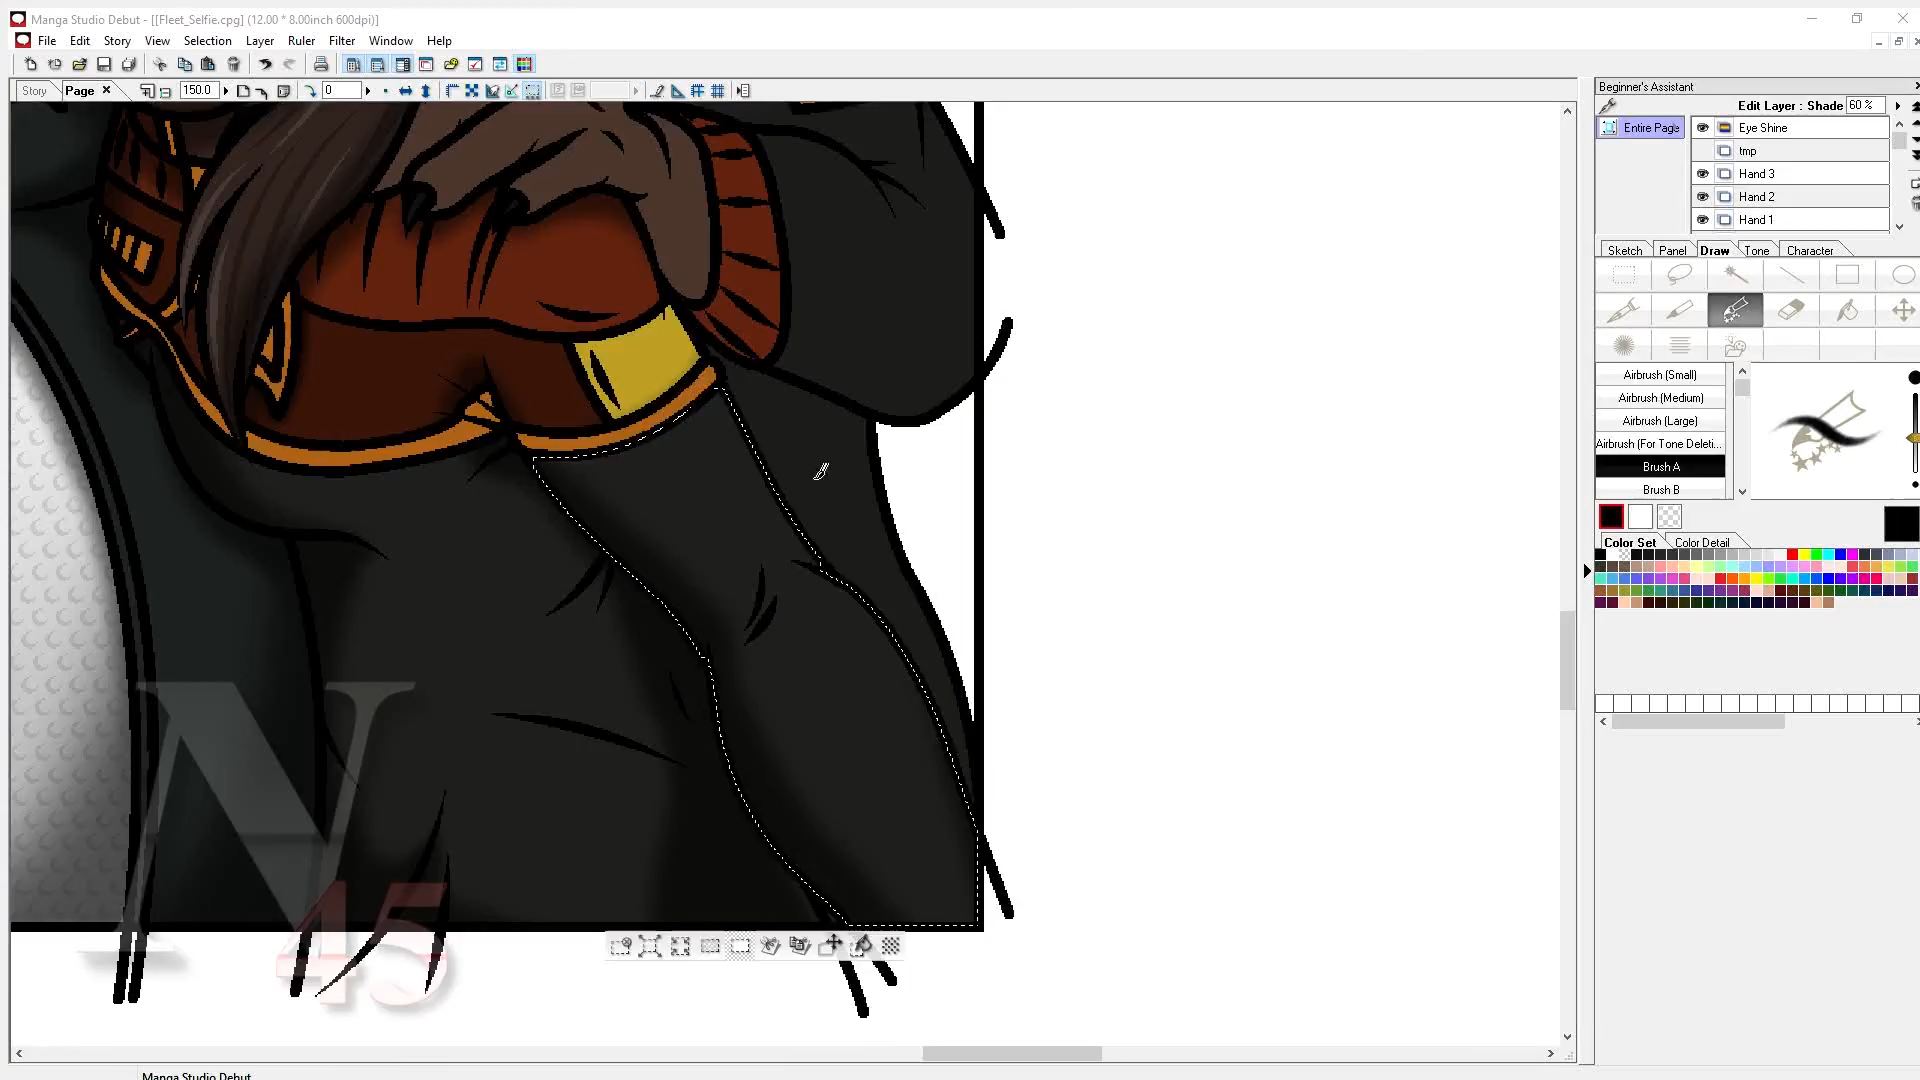 Manga Studio Debut - [[Fleet_Selfie.cpg] (12.00 * 8.00inch 600dpi)]
File Edit Story View Selection Layer Ruler Filter Window Help
Story Page 150.0 0
Beginner's Assistant
Edit Layer : Shade 60 %
Entire Page
Eye Shine
tmp
Hand 3
Hand 2
Hand 1
Sketch Panel Draw Tone Character
Airbrush (Small)
Airbrush (Medium)
Airbrush (Large)
Airbrush (For Tone Deleti...
Brush A
Brush B
Color Set Color Detail
N
45
Manga Studio Debut